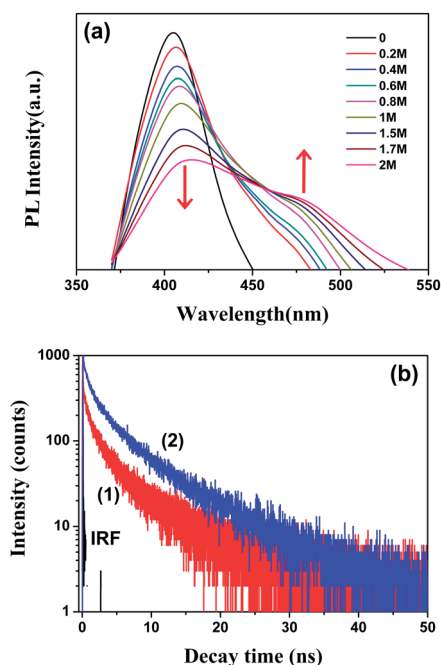 (a)
0
0.2M
0.4M
0.6M
0.8M
1M
1.5M
1.7M
2M
PL Intensity(a.u.)
350 400 450 500 550
Wavelength(nm)
(b)
1000
100
10
1
(2)
(1)
IRF
Intensity (counts)
0 10 20 30 40 50
Decay time (ns)